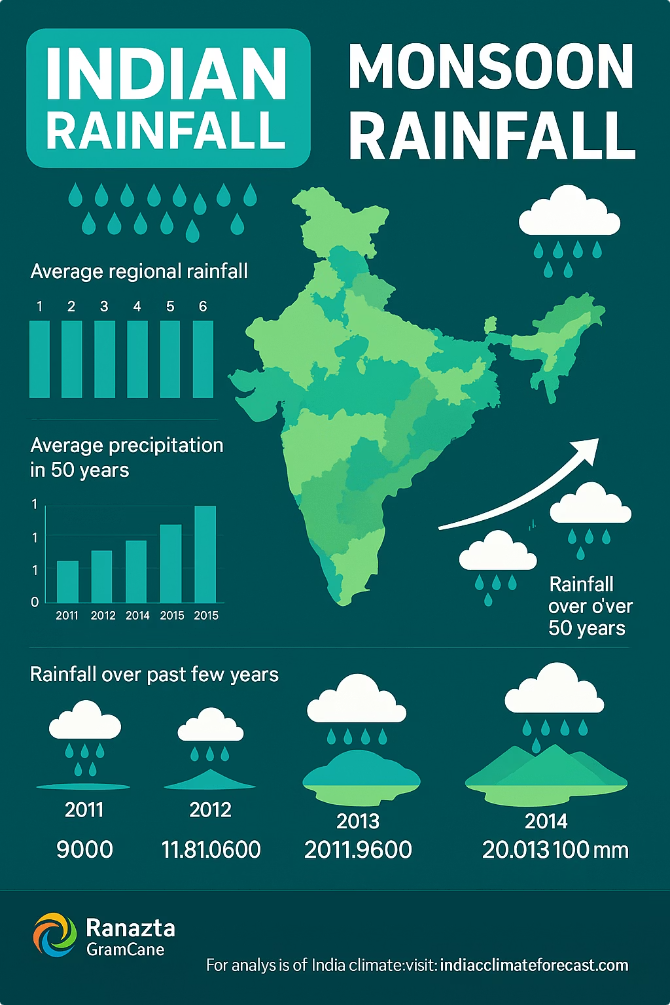 INDIAN
RAINFALL
MONSOON
RAINFALL
Average regional rainfall
1 2 3 4 5 6
Average precipitation
in 50 years
1
1
1
0
2011 2012 2014 2015 2015
Rainfall
over o'ver
50 years
Rainfall over past few years
2011 2012 2013 2014
9000 11.81.0600 2011.9600 20.013100 mm
Ranazta
GramCane
For analys is of India climate:visit: indiacclimateforecast.com